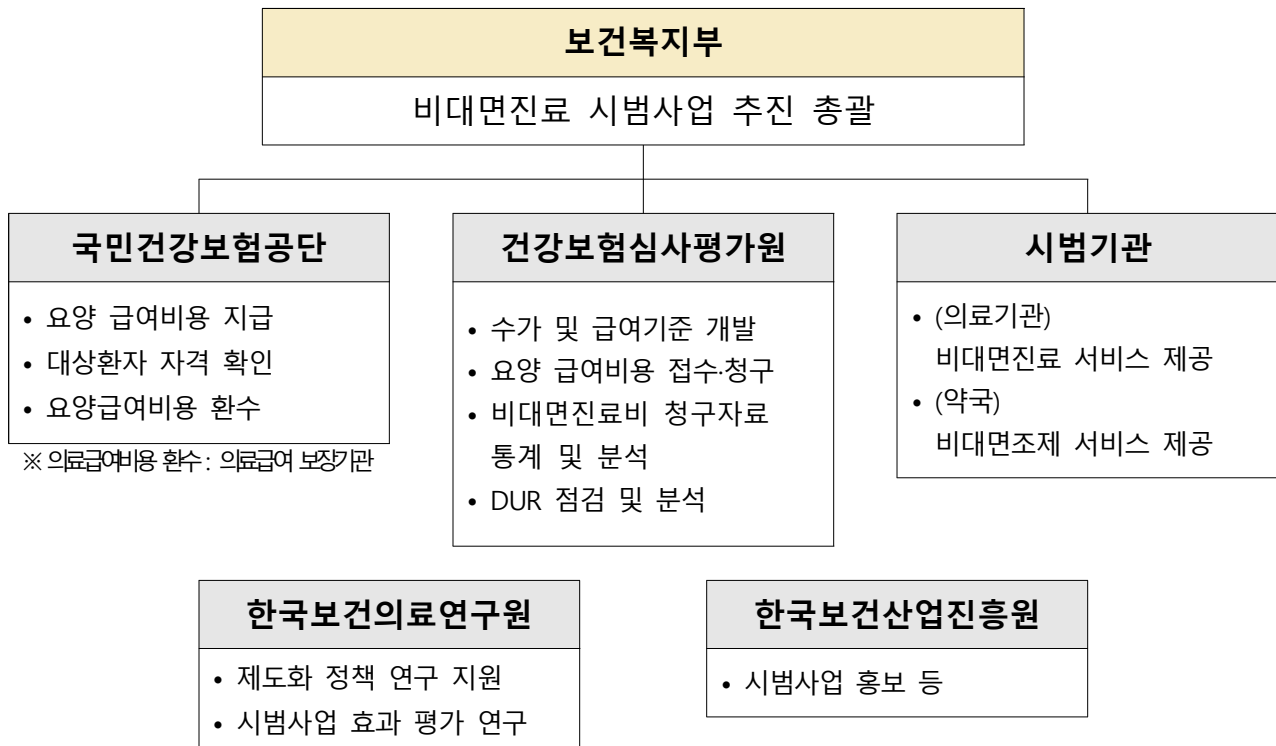 보건복지부
비대면진료 시범사업 추진 총괄
국민건강보험공단
• 요양 급여비용 지급
• 대상환자 자격 확인
• 요양급여비용 환수
※ 의료급여비용 환수 : 의료급여 보장기관
건강보험심사평가원
• 수가 및 급여기준 개발
• 요양 급여비용 접수·청구
• 비대면진료비 청구자료
통계 및 분석
• DUR 점검 및 분석
시범기관
• (의료기관)
비대면진료 서비스 제공
• (약국)
비대면조제 서비스 제공
한국보건의료연구원
• 제도화 정책 연구 지원
• 시범사업 효과 평가 연구
한국보건산업진흥원
• 시범사업 홍보 등